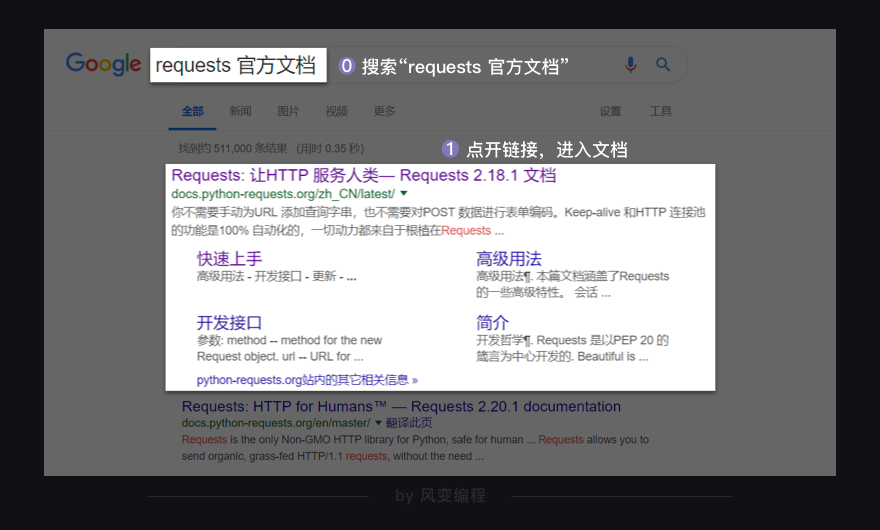 Google requests 官方文档 0 搜索“requests 官方文档”
全部 新闻 图片 视频 更多 设置 工具
找到约 511,000 条结果 （用时 0.35 秒）
1 点开链接，进入文档
Requests: 让HTTP 服务人类— Requests 2.18.1 文档
docs.python-requests.org/zh_CN/latest/
你不需要手动为URL 添加查询字串，也不需要对POST 数据进行表单编码。Keep-alive 和HTTP 连接池
的功能是100% 自动化的，一切动力都来自于根植在Requests ...
快速上手
高级用法 - 开发接口 - 更新 - ...
高级用法
高级用法¶. 本篇文档涵盖了Requests
的一些高级特性。 会话 ...
开发接口
参数: method -- method for the new
Request object. url -- URL for ...
简介
开发哲学¶. Requests 是以PEP 20 的
箴言为中心开发的. Beautiful is ...
python-requests.org站内的其它相关信息 »
Requests: HTTP for Humans™ — Requests 2.20.1 documentation
docs.python-requests.org/en/master/ 翻译此页
Requests is the only Non-GMO HTTP library for Python, safe for human ... Requests allows you to
send organic, grass-fed HTTP/1.1 requests, without the need ...
by 风变编程